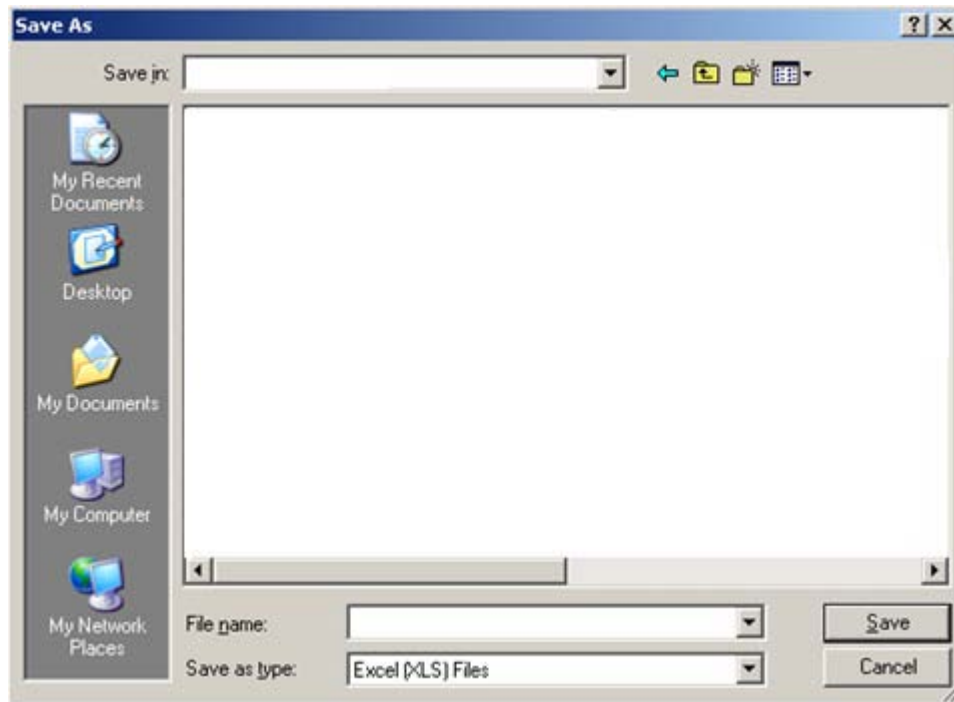 Save As
Save in:
My Recent
Documents
Desktop
My Documents
My Computer
My Network
Places
File name:
Save
Save as type:
Excel (XLS) Files
Cancel